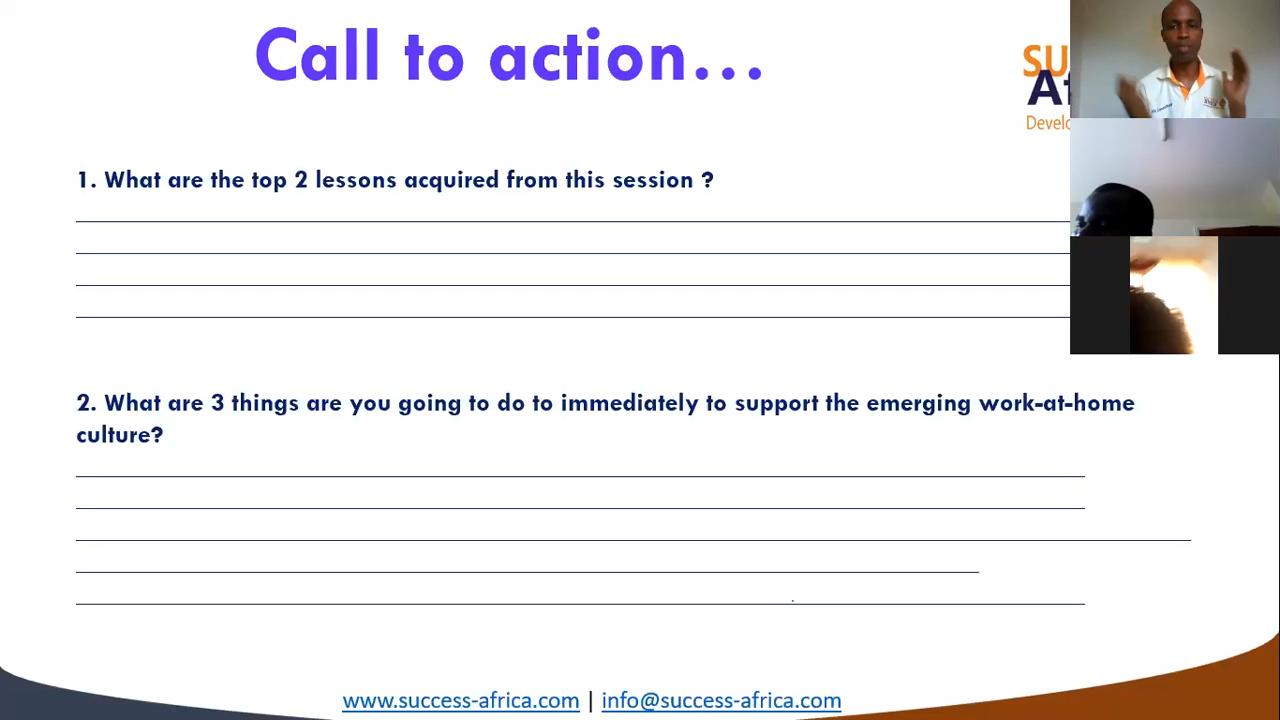 Call to action...
1. What are the top 2 lessons acquired from this session ?
2. What are 3 things are you going to do to immediately to support the emerging work-at-home
culture?
www.success-africa.com | info@success-africa.com